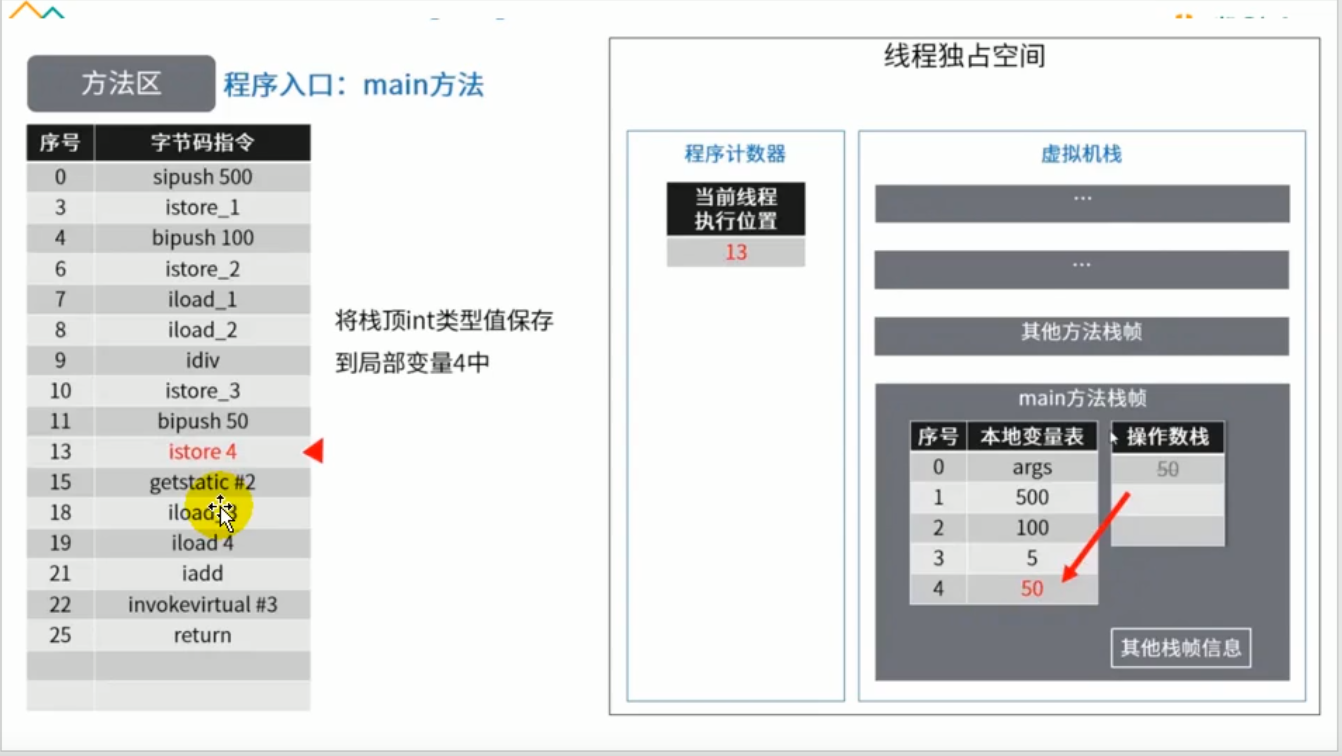 方法区 程序入口：main方法
序号 字节码指令
0 sipush 500
3 istore_1
4 bipush 100
6 istore_2
7 iload_1
8 iload_2
9 idiv
10 istore_3
11 bipush 50
13 istore 4
15 getstatic #2
18 iload_3
19 iload 4
21 iadd
22 invokevirtual #3
25 return
将栈顶int类型值保存
到局部变量4中
线程独占空间
程序计数器
当前线程
执行位置
13
虚拟机栈
...
...
其他方法栈帧
main方法栈帧
序号 本地变量表
0 args
1 500
2 100
3 5
4 50
操作数栈
50
其他栈帧信息